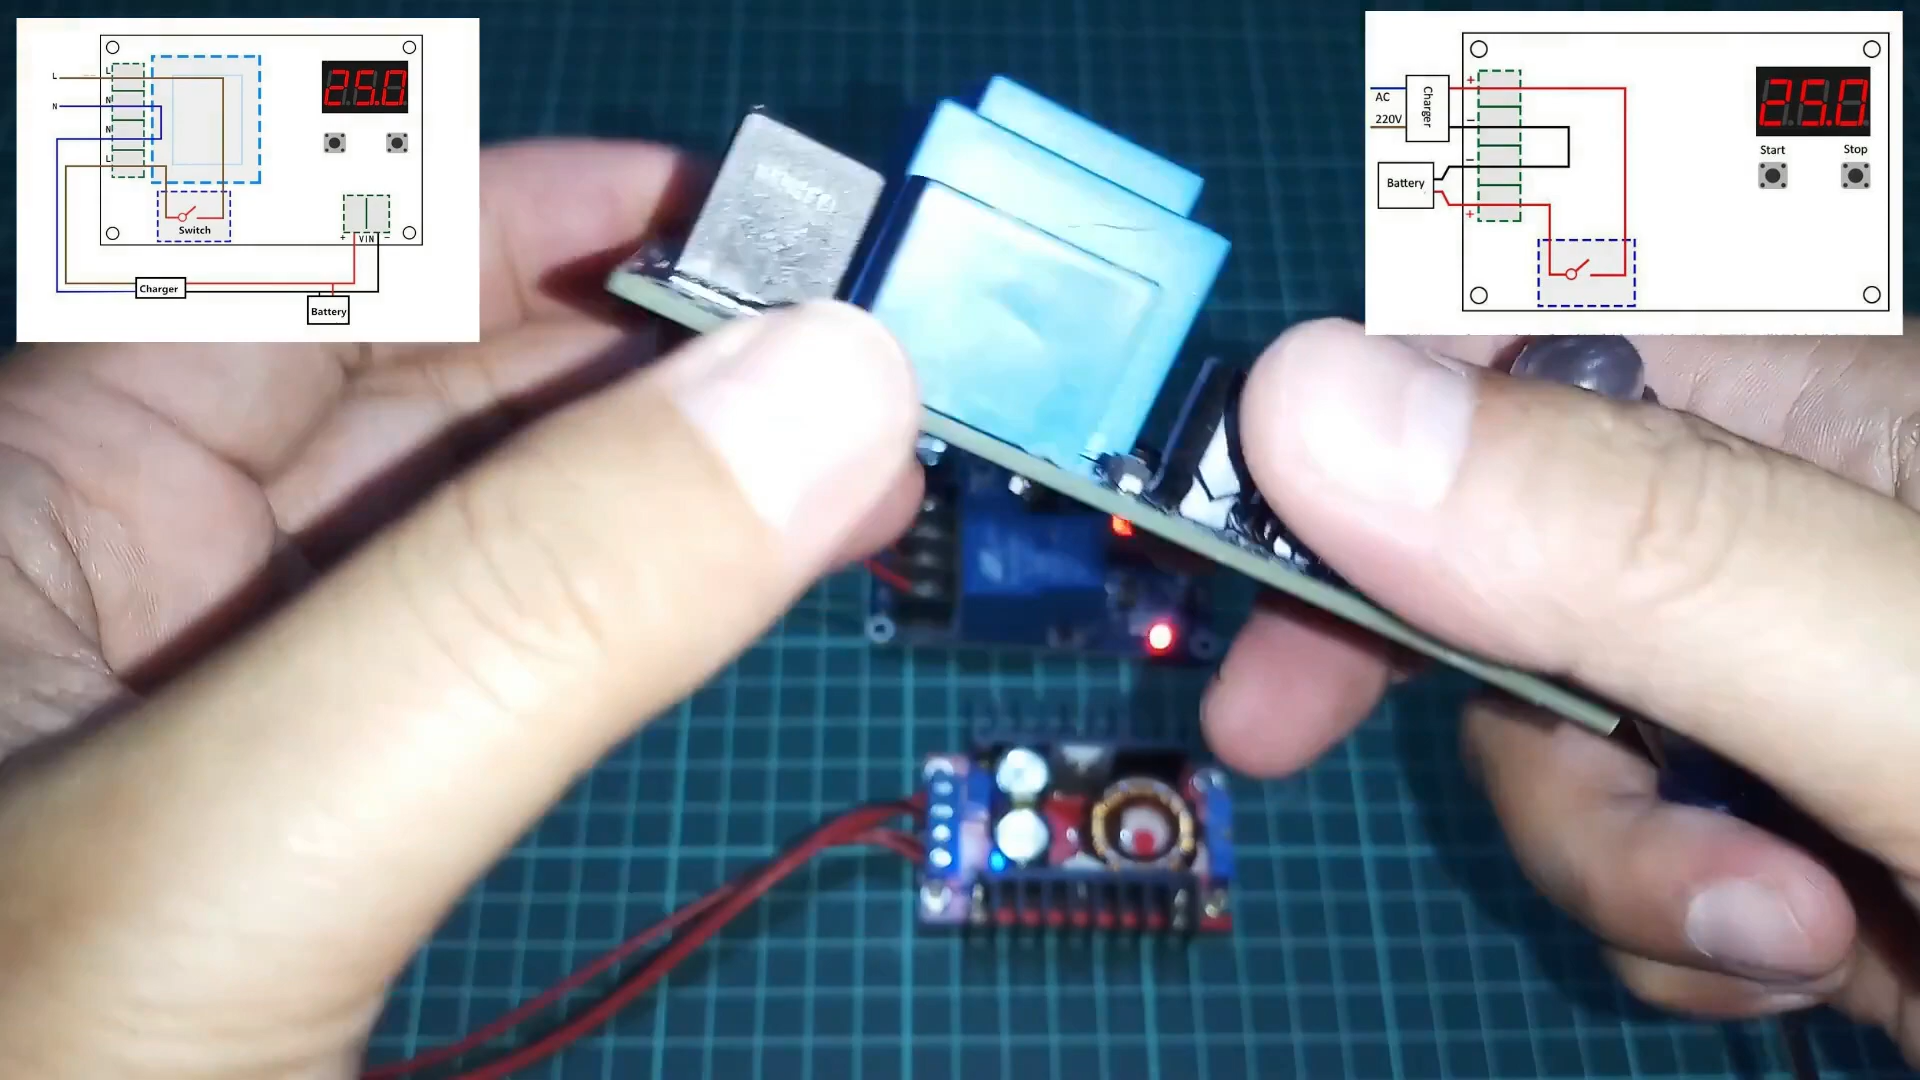 L
N
N
L
L
N
25.0
Switch
+ VIN -
Charger
Battery
AC
220V
Charger
+
-
-
+
Battery
25.0
Start
Stop